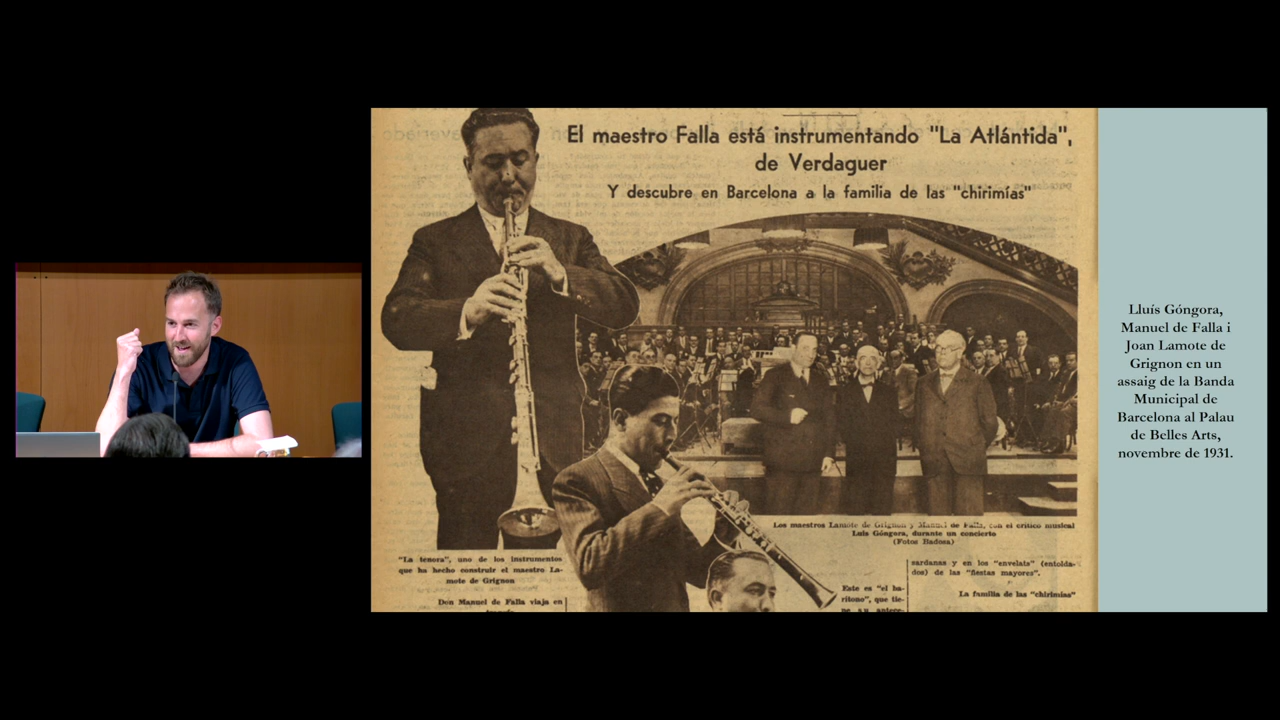 El maestro Falla está instrumentando "La Atlántida",
de Verdaguer
Y descubre en Barcelona a la familia de las "chirimías"
Los maestros Lamote de Grignon y Manuel de Falla, con el crítico musical
Luis Góngora, durante un concierto
(Fotos Badosa)
"La tenora", uno de los instrumentos
que ha hecho construir el maestro La-
mote de Grignon
Don Manuel de Falla viaja en
Este es "el ba-
rítono", que tie-
ne su antece-
sardanas y en los "envelats" (entolda-
dos) de las "fiestas mayores".
La familia de las "chirimías"
Lluís Góngora,
Manuel de Falla i
Joan Lamote de
Grignon en un
assaig de la Banda
Municipal de
Barcelona al Palau
de Belles Arts,
novembre de 1931.